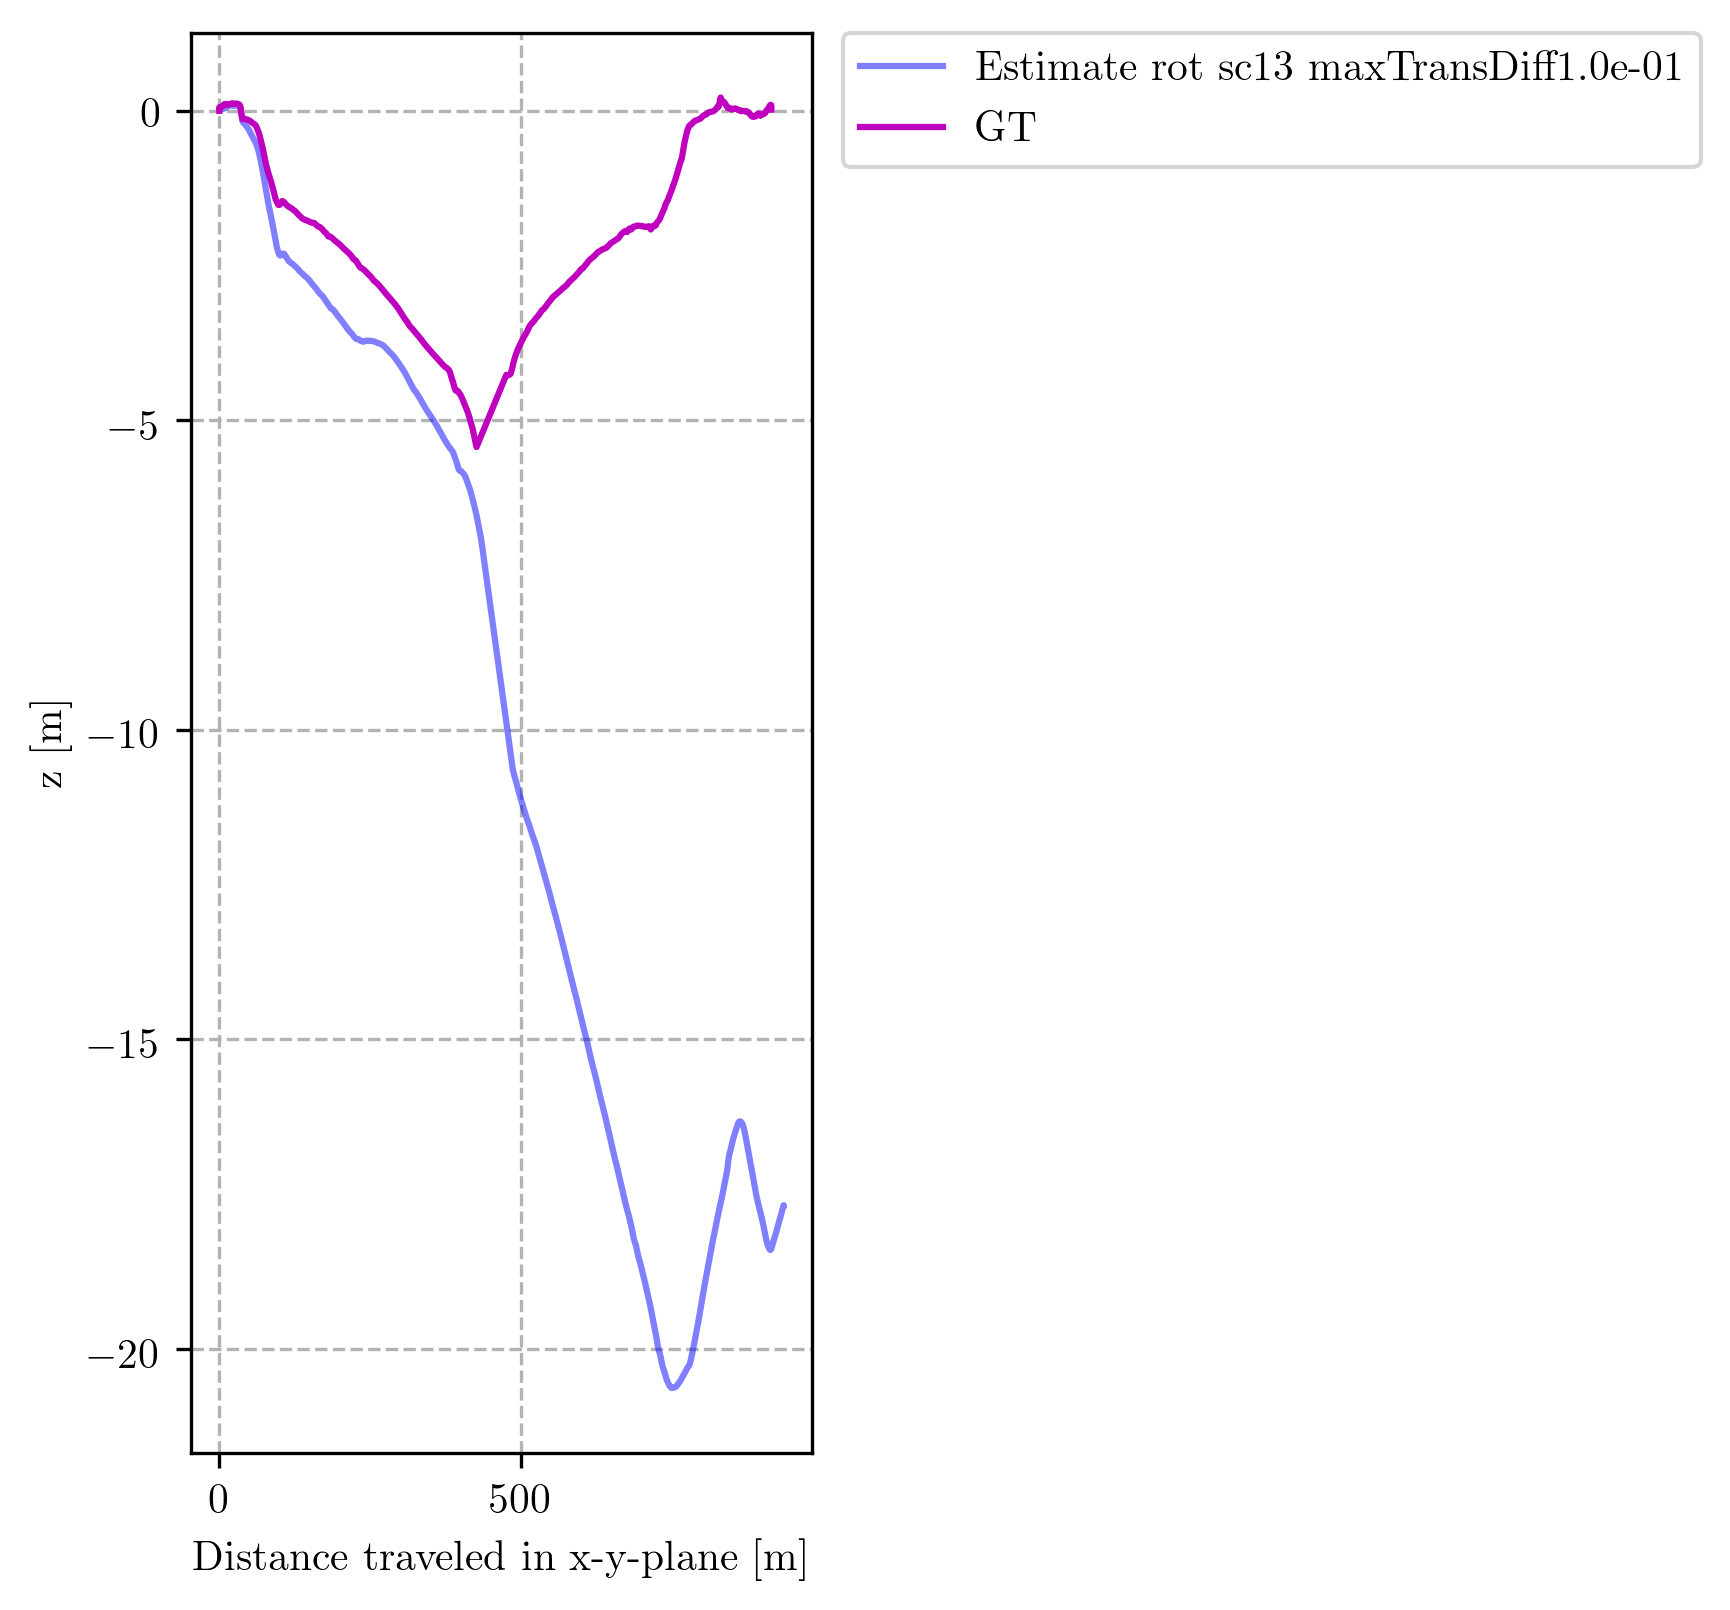 Estimate rot sc13 maxTransDiff1.0e-01
GT
0
−5
−10
−15
−20
z [m]
0 500
Distance traveled in x-y-plane [m]